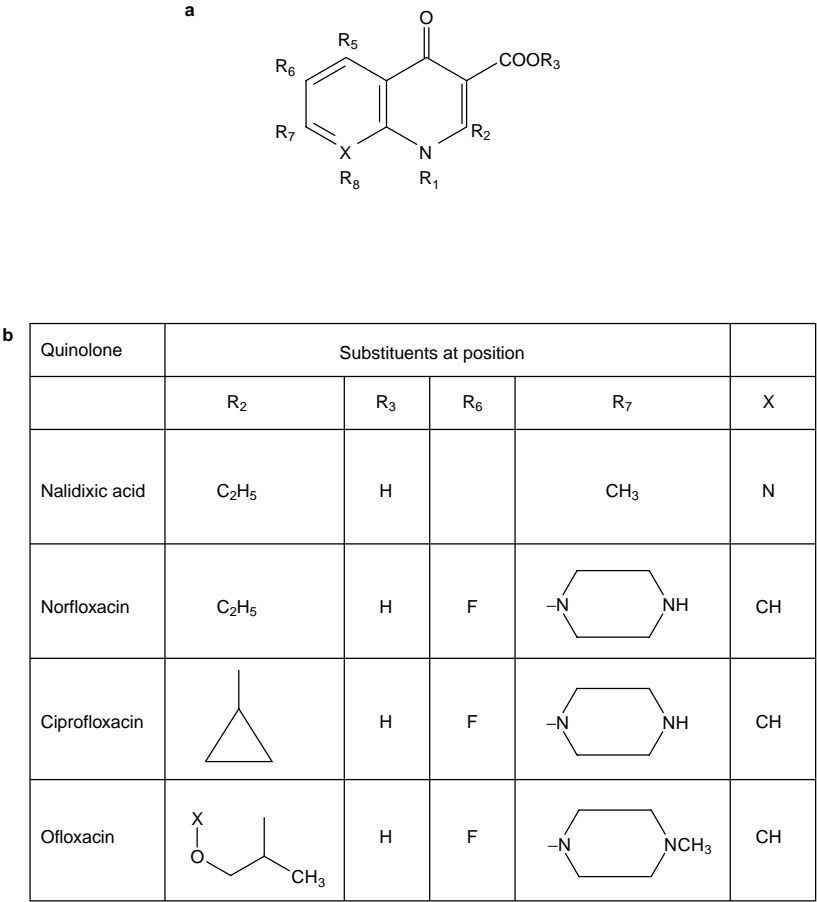 a
O
R5
COOR3
R6
R7
R2
X
N
R8
R1
b
Quinolone
Substituents at position
R2
R3
R6
R7
X
Nalidixic acid
C2H5
H
CH3
N
Norfloxacin
C2H5
H
F
–N
NH
CH
Ciprofloxacin
H
F
–N
NH
CH
Ofloxacin
X
O
CH3
H
F
–N
NCH3
CH